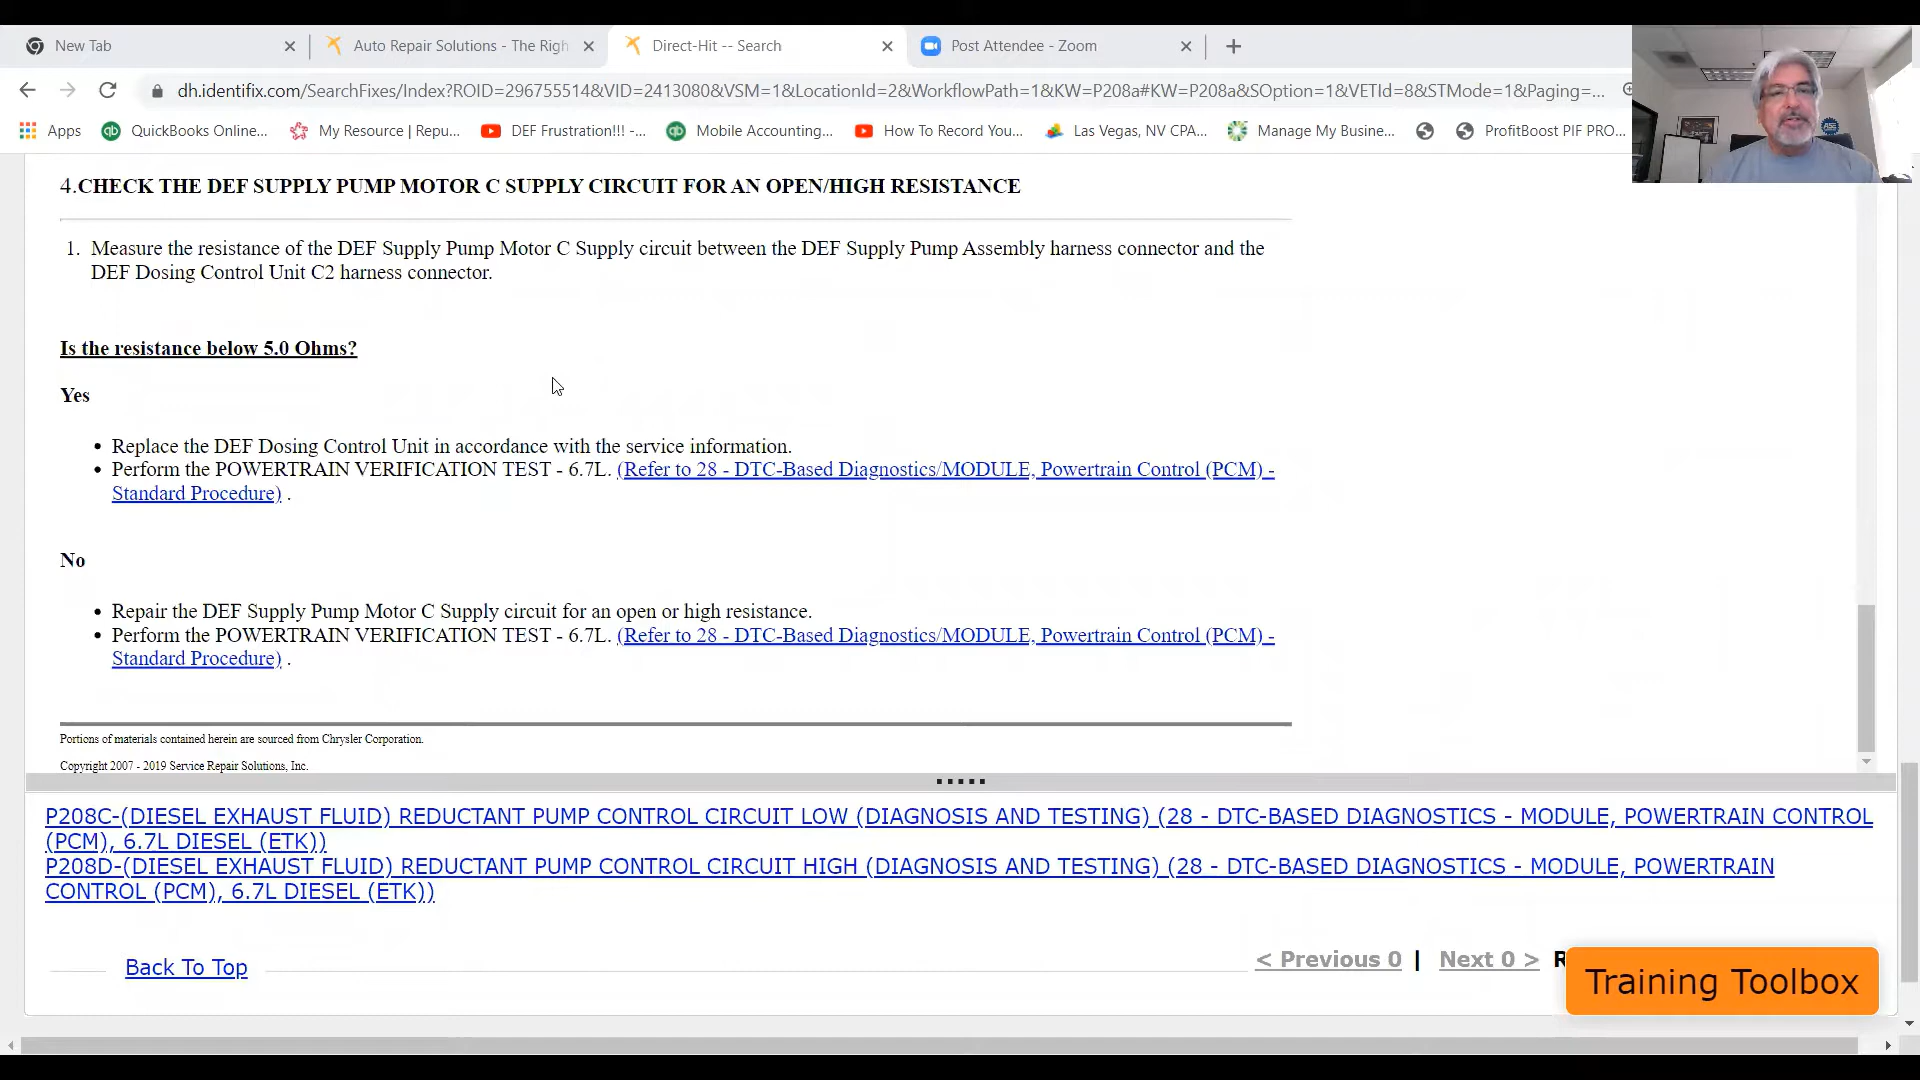 New Tab
Auto Repair Solutions - The Righ
Direct-Hit -- Search
Post Attendee - Zoom
dh.identifix.com/SearchFixes/Index?ROID=296755514&VID=2413080&VSM=1&LocationId=2&WorkflowPath=1&KW=P208a#KW=P208a&SOption=1&VETId=8&STMode=1&Paging=...
Apps
QuickBooks Online...
My Resource | Repu...
DEF Frustration!!! -...
Mobile Accounting...
How To Record You...
Las Vegas, NV CPA...
Manage My Busine...
ProfitBoost PIF PRO...
4.CHECK THE DEF SUPPLY PUMP MOTOR C SUPPLY CIRCUIT FOR AN OPEN/HIGH RESISTANCE
1. Measure the resistance of the DEF Supply Pump Motor C Supply circuit between the DEF Supply Pump Assembly harness connector and the
DEF Dosing Control Unit C2 harness connector.
Is the resistance below 5.0 Ohms?
Yes
• Replace the DEF Dosing Control Unit in accordance with the service information.
• Perform the POWERTRAIN VERIFICATION TEST - 6.7L. (Refer to 28 - DTC-Based Diagnostics/MODULE, Powertrain Control (PCM) -
Standard Procedure) .
No
• Repair the DEF Supply Pump Motor C Supply circuit for an open or high resistance.
• Perform the POWERTRAIN VERIFICATION TEST - 6.7L. (Refer to 28 - DTC-Based Diagnostics/MODULE, Powertrain Control (PCM) -
Standard Procedure) .
Portions of materials contained herein are sourced from Chrysler Corporation.
Copyright 2007 - 2019 Service Repair Solutions, Inc.
P208C-(DIESEL EXHAUST FLUID) REDUCTANT PUMP CONTROL CIRCUIT LOW (DIAGNOSIS AND TESTING) (28 - DTC-BASED DIAGNOSTICS - MODULE, POWERTRAIN CONTROL
(PCM), 6.7L DIESEL (ETK))
P208D-(DIESEL EXHAUST FLUID) REDUCTANT PUMP CONTROL CIRCUIT HIGH (DIAGNOSIS AND TESTING) (28 - DTC-BASED DIAGNOSTICS - MODULE, POWERTRAIN
CONTROL (PCM), 6.7L DIESEL (ETK))
Back To Top
< Previous 0 | Next 0 > R
Training Toolbox